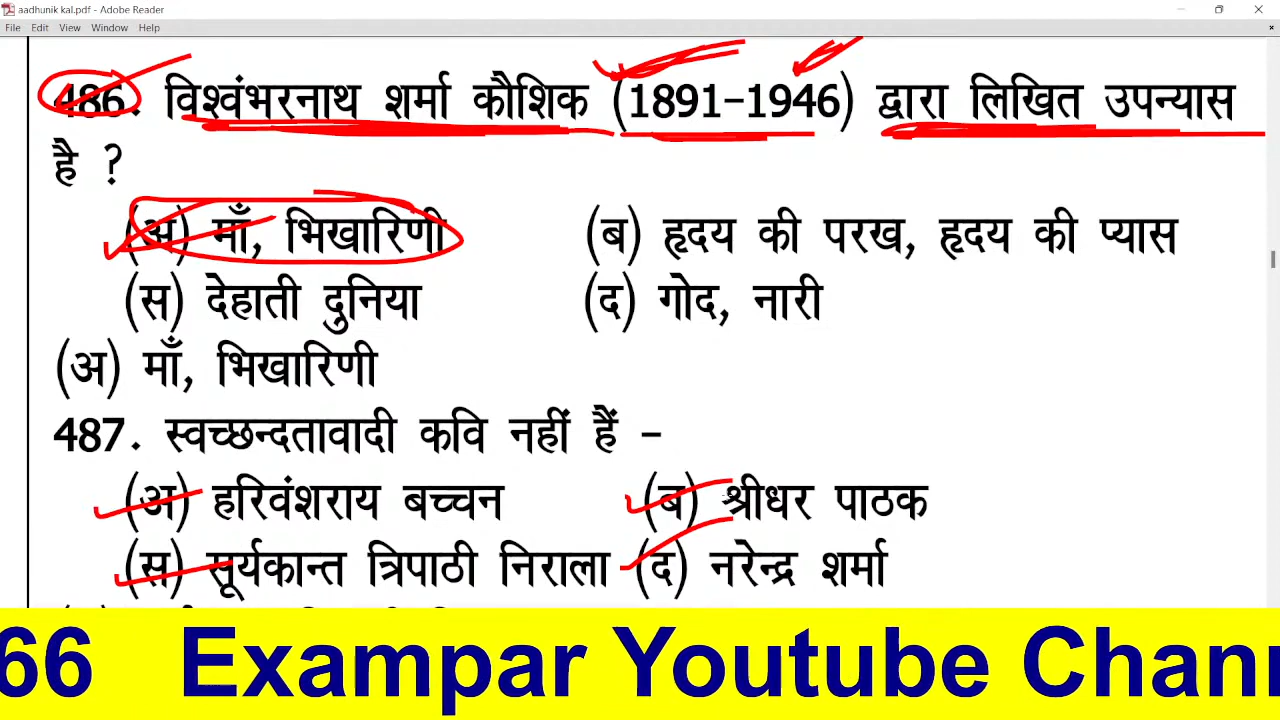 aadhunik kal.pdf - Adobe Reader
File Edit View Window Help
486. विश्वंभरनाथ शर्मा कौशिक (1891-1946) द्वारा लिखित उपन्यास
है ?
(अ) माँ, भिखारिणी (ब) हृदय की परख, हृदय की प्यास
(स) देहाती दुनिया (द) गोद, नारी
(अ) माँ, भिखारिणी
487. स्वच्छन्दतावादी कवि नहीं हैं -
(अ) हरिवंशराय बच्चन (ब) श्रीधर पाठक
(स) सूर्यकान्त त्रिपाठी निराला (द) नरेन्द्र शर्मा
66 Exampar Youtube Chann